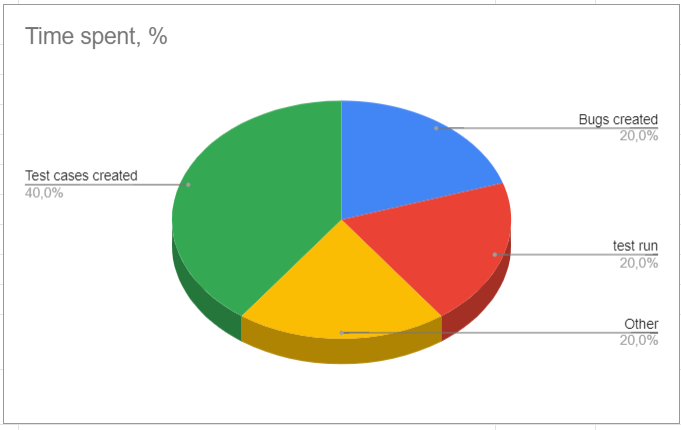 Time spent, %
Bugs created
20,0%
Test cases created
40,0%
test run
20,0%
Other
20,0%